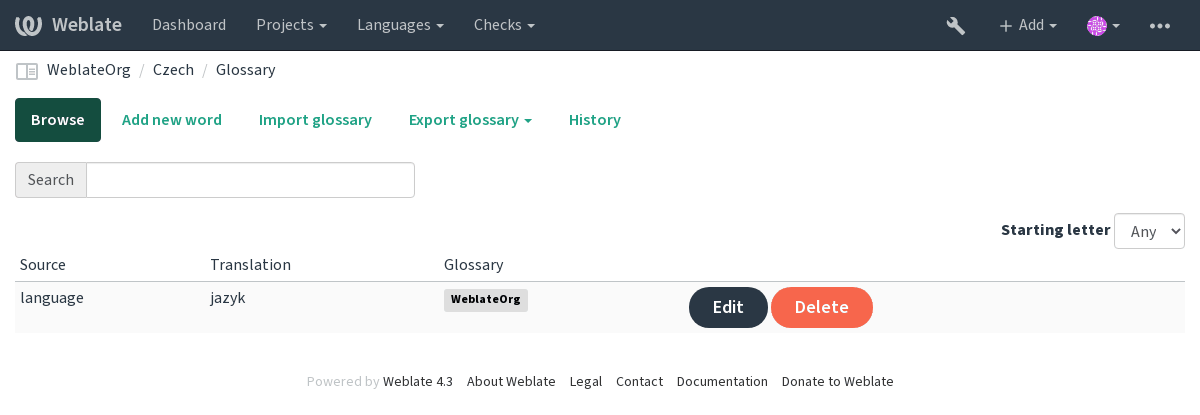 Weblate Dashboard Projects Languages Checks Add
WeblateOrg / Czech / Glossary
Browse Add new word Import glossary Export glossary History
Search
Starting letter Any
Source Translation Glossary
language jazyk WeblateOrg Edit Delete
Powered by Weblate 4.3 About Weblate Legal Contact Documentation Donate to Weblate